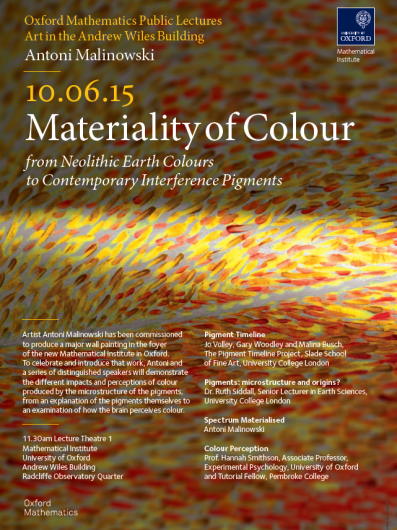 Oxford Mathematics Public Lectures
Art in the Andrew Wiles Building
Antoni Malinowski
UNIVERSITY OF
OXFORD
Mathematical
Institute
10.06.15
Materiality of Colour
from Neolithic Earth Colours
to Contemporary Interference Pigments
Artist Antoni Malinowski has been commissioned
to produce a major wall painting in the foyer
of the new Mathematical Institute in Oxford.
To celebrate and introduce that work, Antoni and
a series of distinguished speakers will demonstrate
the different impacts and perceptions of colour
produced by the microstructure of the pigments,
from an explanation of the pigments themselves to
an examination of how the brain perceives colour.
11.30am Lecture Theatre 1
Mathematical Institute
University of Oxford
Andrew Wiles Building
Radcliffe Observatory Quarter
Pigment Timeline
Jo Volley, Gary Woodley and Malina Busch,
The Pigment Timeline Project, Slade School
of Fine Art, University College London
Pigments: microstructure and origins?
Dr. Ruth Siddall, Senior Lecturer in Earth Sciences,
University College London
Spectrum Materialised
Antoni Malinowski
Colour Perception
Prof. Hannah Smithson, Associate Professor,
Experimental Psychology, University of Oxford
and Tutorial Fellow, Pembroke College
Oxford
Mathematics